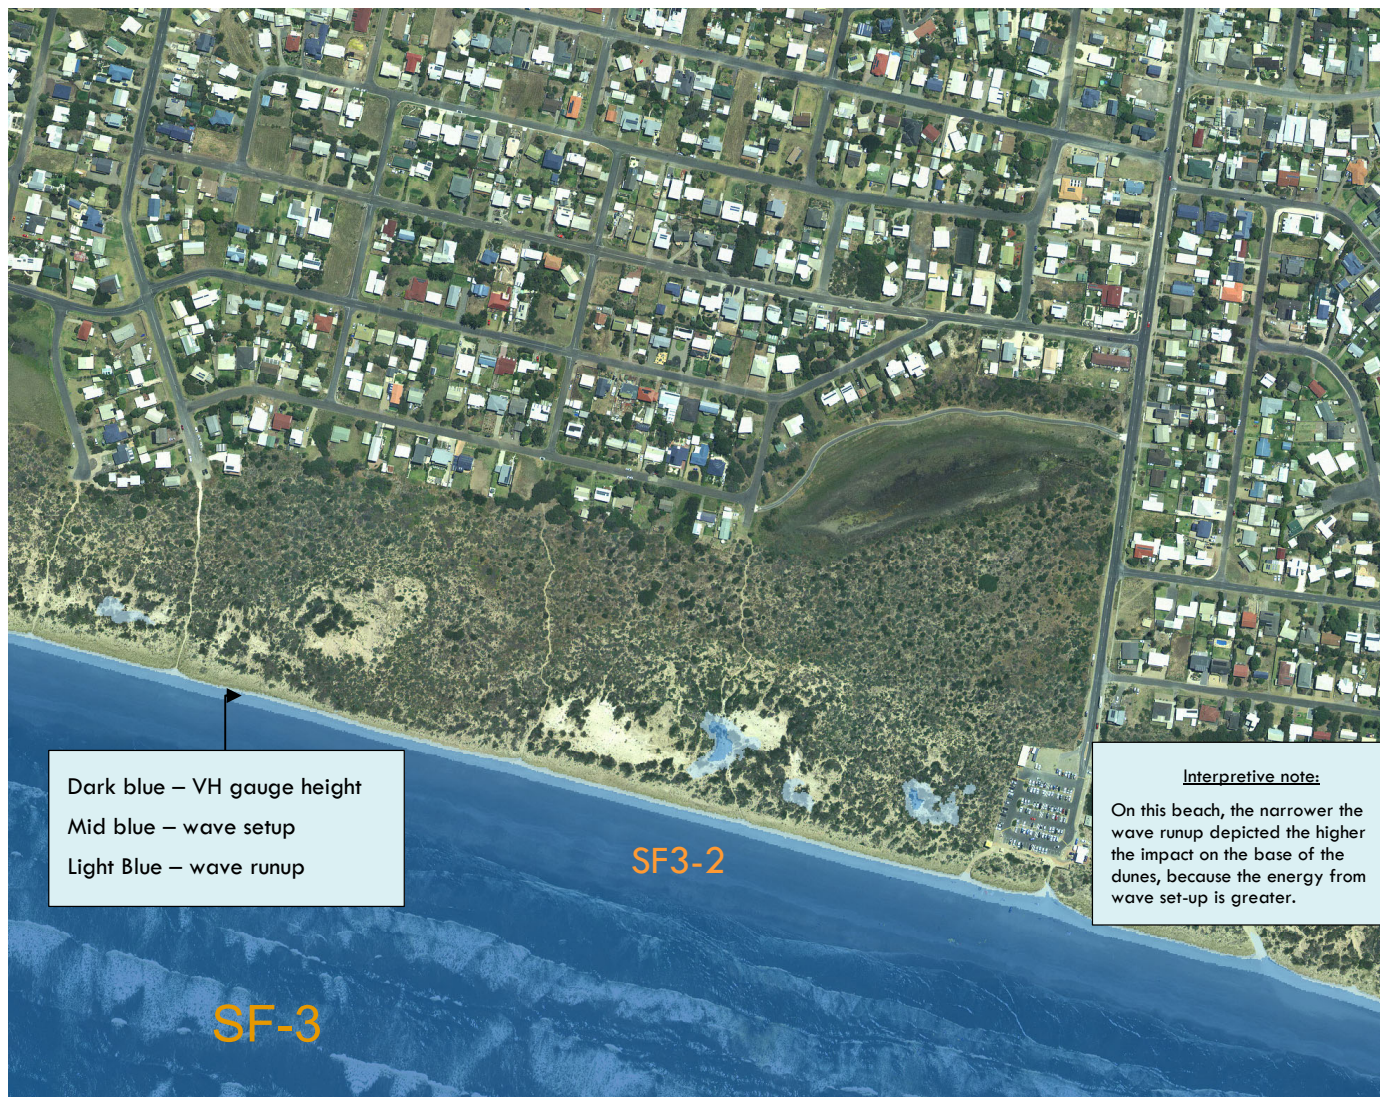 Dark blue – VH gauge height
Mid blue – wave setup
Light Blue – wave runup
Interpretive note:
On this beach, the narrower the
wave runup depicted the higher
the impact on the base of the
dunes, because the energy from
wave set-up is greater.
SF3-2
SF-3